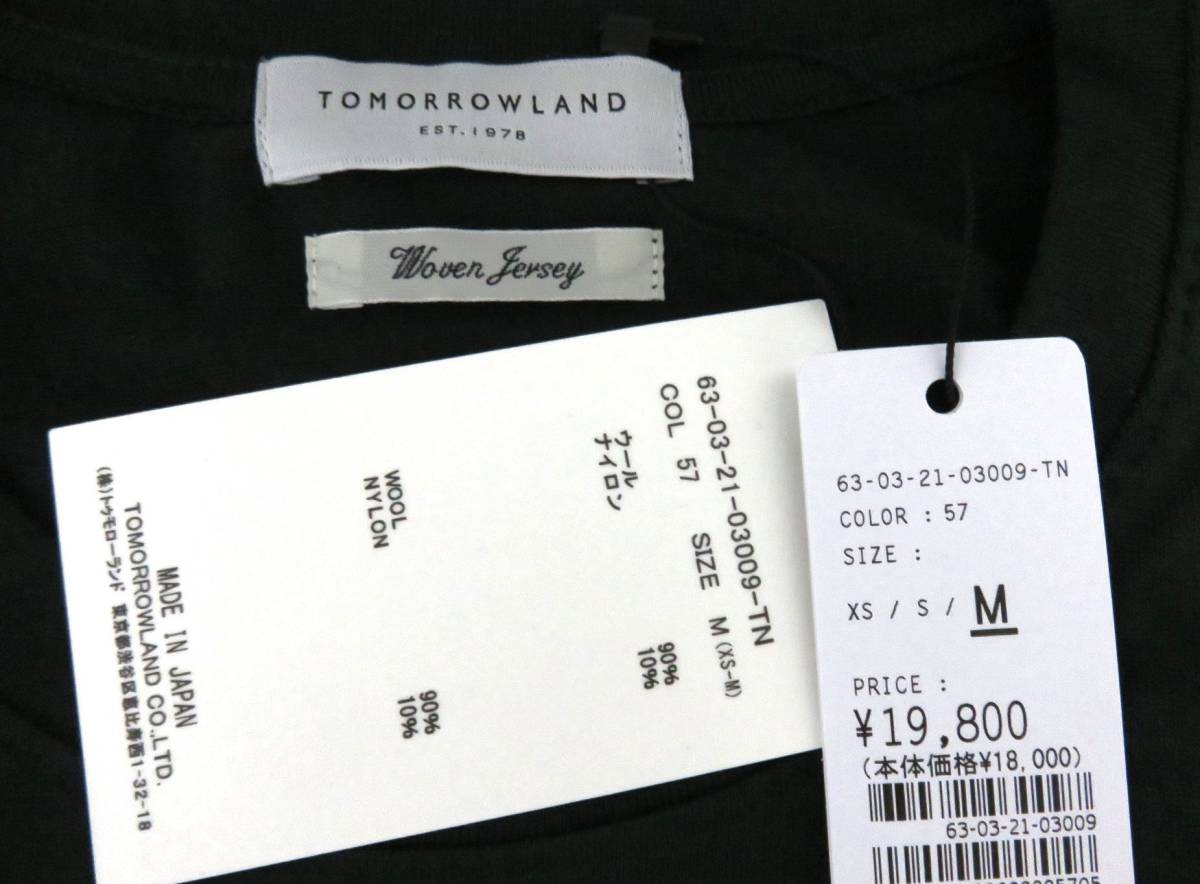 TOMORROWLAND
EST. 1978
Woven Jersey
63-03-21-03009-TN
COL 57 SIZE M (XS-M)
ウール 90%
ナイロン 10%
WOOL 90%
NYLON 10%
MADE IN JAPAN
TOMORROWLAND CO.,LTD.
(株)トゥモローランド 東京都渋谷区恵比寿西1-32-18
63-03-21-03009-TN
COLOR : 57
SIZE :
XS / S / M
PRICE :
¥19,800
(本体価格¥18,000)
63-03-21-03009